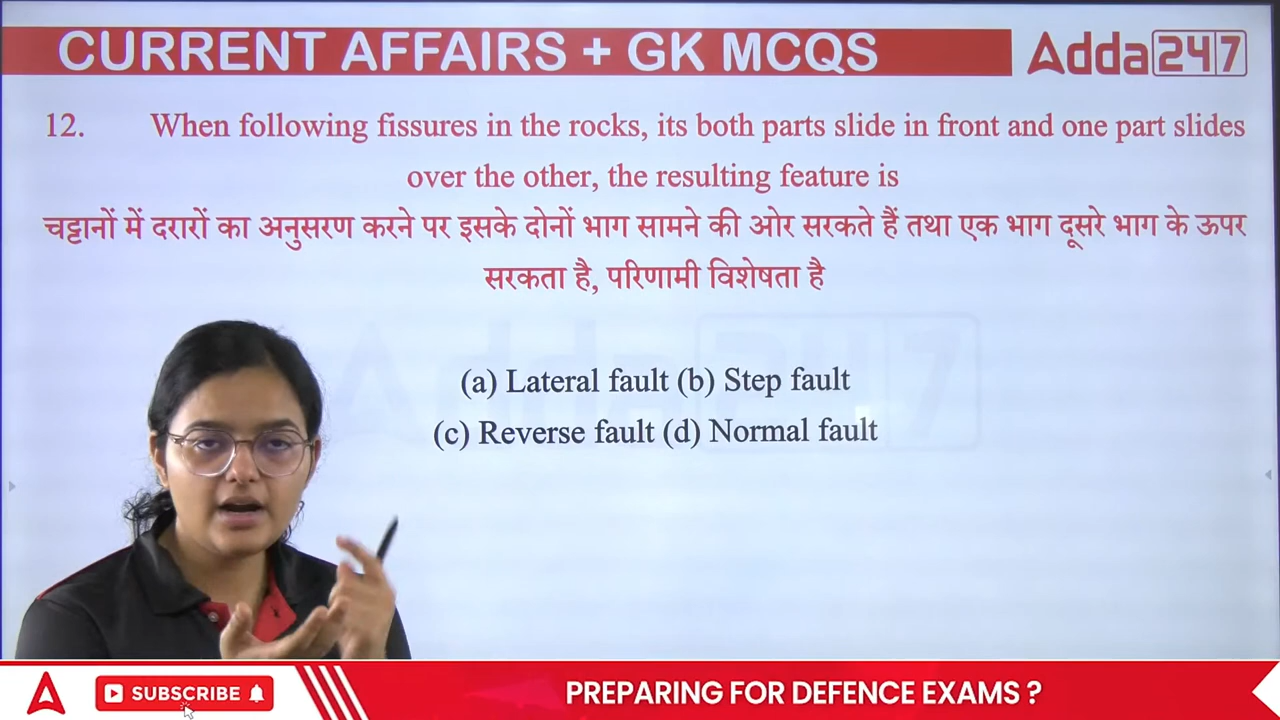 CURRENT AFFAIRS + GK MCQS
Adda247
12. When following fissures in the rocks, its both parts slide in front and one part slides
over the other, the resulting feature is
चट्टानों में दरारों का अनुसरण करने पर इसके दोनों भाग सामने की ओर सरकते हैं तथा एक भाग दूसरे भाग के ऊपर
सरकता है, परिणामी विशेषता है
Adda247
(a) Lateral fault (b) Step fault
(c) Reverse fault (d) Normal fault
SUBSCRIBE
PREPARING FOR DEFENCE EXAMS ?